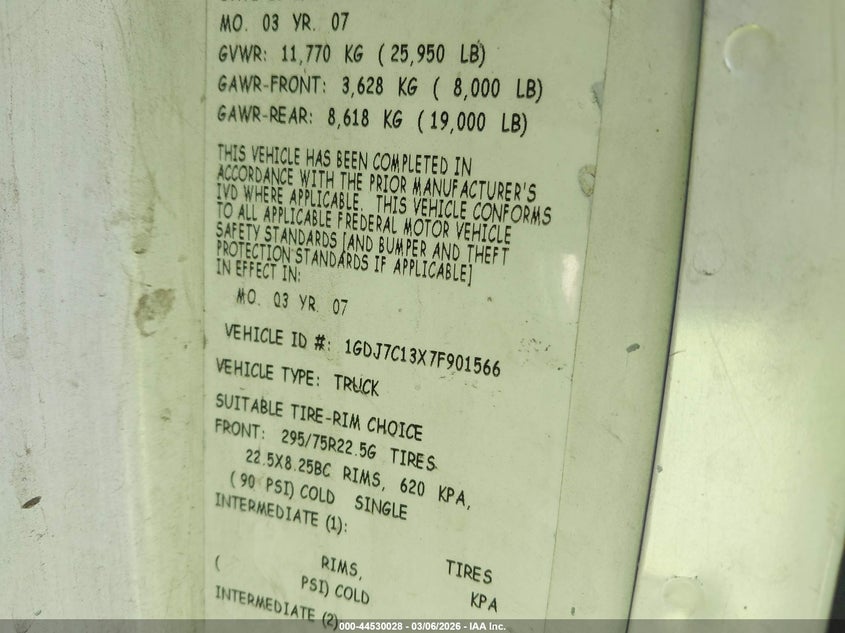 MO. 03 YR. 07
GVWR: 11,770 KG ( 25,950 LB)
GAWR-FRONT: 3,628 KG ( 8,000 LB)
GAWR-REAR: 8,618 KG ( 19,000 LB)
THIS VEHICLE HAS BEEN COMPLETED IN
ACCORDANCE WITH THE PRIOR MANUFACTURER'S
IVD WHERE APPLICABLE. THIS VEHICLE CONFORMS
TO ALL APPLICABLE FREDERAL MOTOR VEHICLE
SAFETY STANDARDS [AND BUMPER AND THEFT
PROTECTION STANDARDS IF APPLICABLE]
IN EFFECT IN:
MO. 03 YR. 07
VEHICLE ID #: 1GDJ7C13X7F901566
VEHICLE TYPE: TRUCK
SUITABLE TIRE-RIM CHOICE
FRONT: 295/75R22.5G TIRES
22.5X8.25BC RIMS, 620 KPA,
( 90 PSI) COLD SINGLE
INTERMEDIATE (1):
RIMS, TIRES
( PSI) COLD KPA
INTERMEDIATE (2)
000-44530028 - 03/06/2026 - IAA Inc.